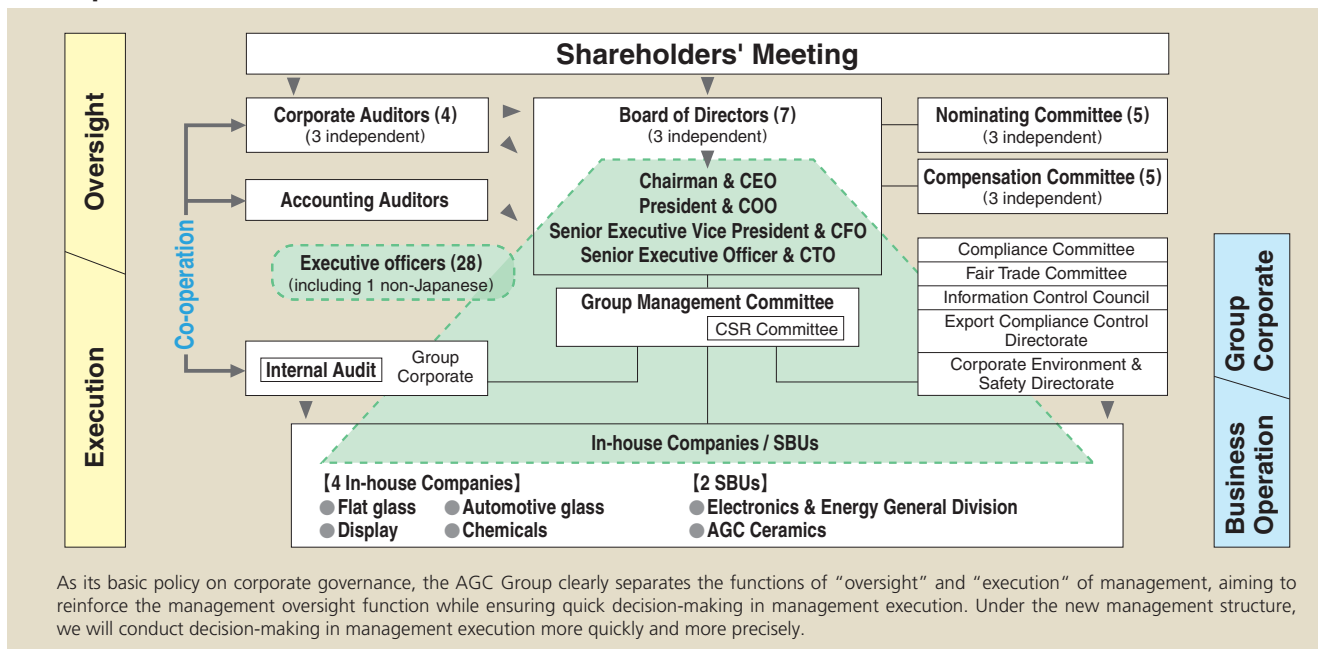 Shareholders' Meeting
Oversight
Execution
Co-operation
Corporate Auditors (4)
(3 independent)
Accounting Auditors
Executive officers (28)
(including 1 non-Japanese)
Internal Audit
Group
Corporate
Board of Directors (7)
(3 independent)
Chairman & CEO
President & COO
Senior Executive Vice President & CFO
Senior Executive Officer & CTO
Group Management Committee
CSR Committee
Nominating Committee (5)
(3 independent)
Compensation Committee (5)
(3 independent)
Compliance Committee
Fair Trade Committee
Information Control Council
Export Compliance Control
Directorate
Corporate Environment &
Safety Directorate
Group
Corporate
Business
Operation
In-house Companies / SBUs
【4 In-house Companies】
●Flat glass ●Automotive glass
●Display ●Chemicals
【2 SBUs】
●Electronics & Energy General Division
●AGC Ceramics
As its basic policy on corporate governance, the AGC Group clearly separates the functions of “oversight” and “execution“ of management, aiming to
reinforce the management oversight function while ensuring quick decision-making in management execution. Under the new management structure,
we will conduct decision-making in management execution more quickly and more precisely.